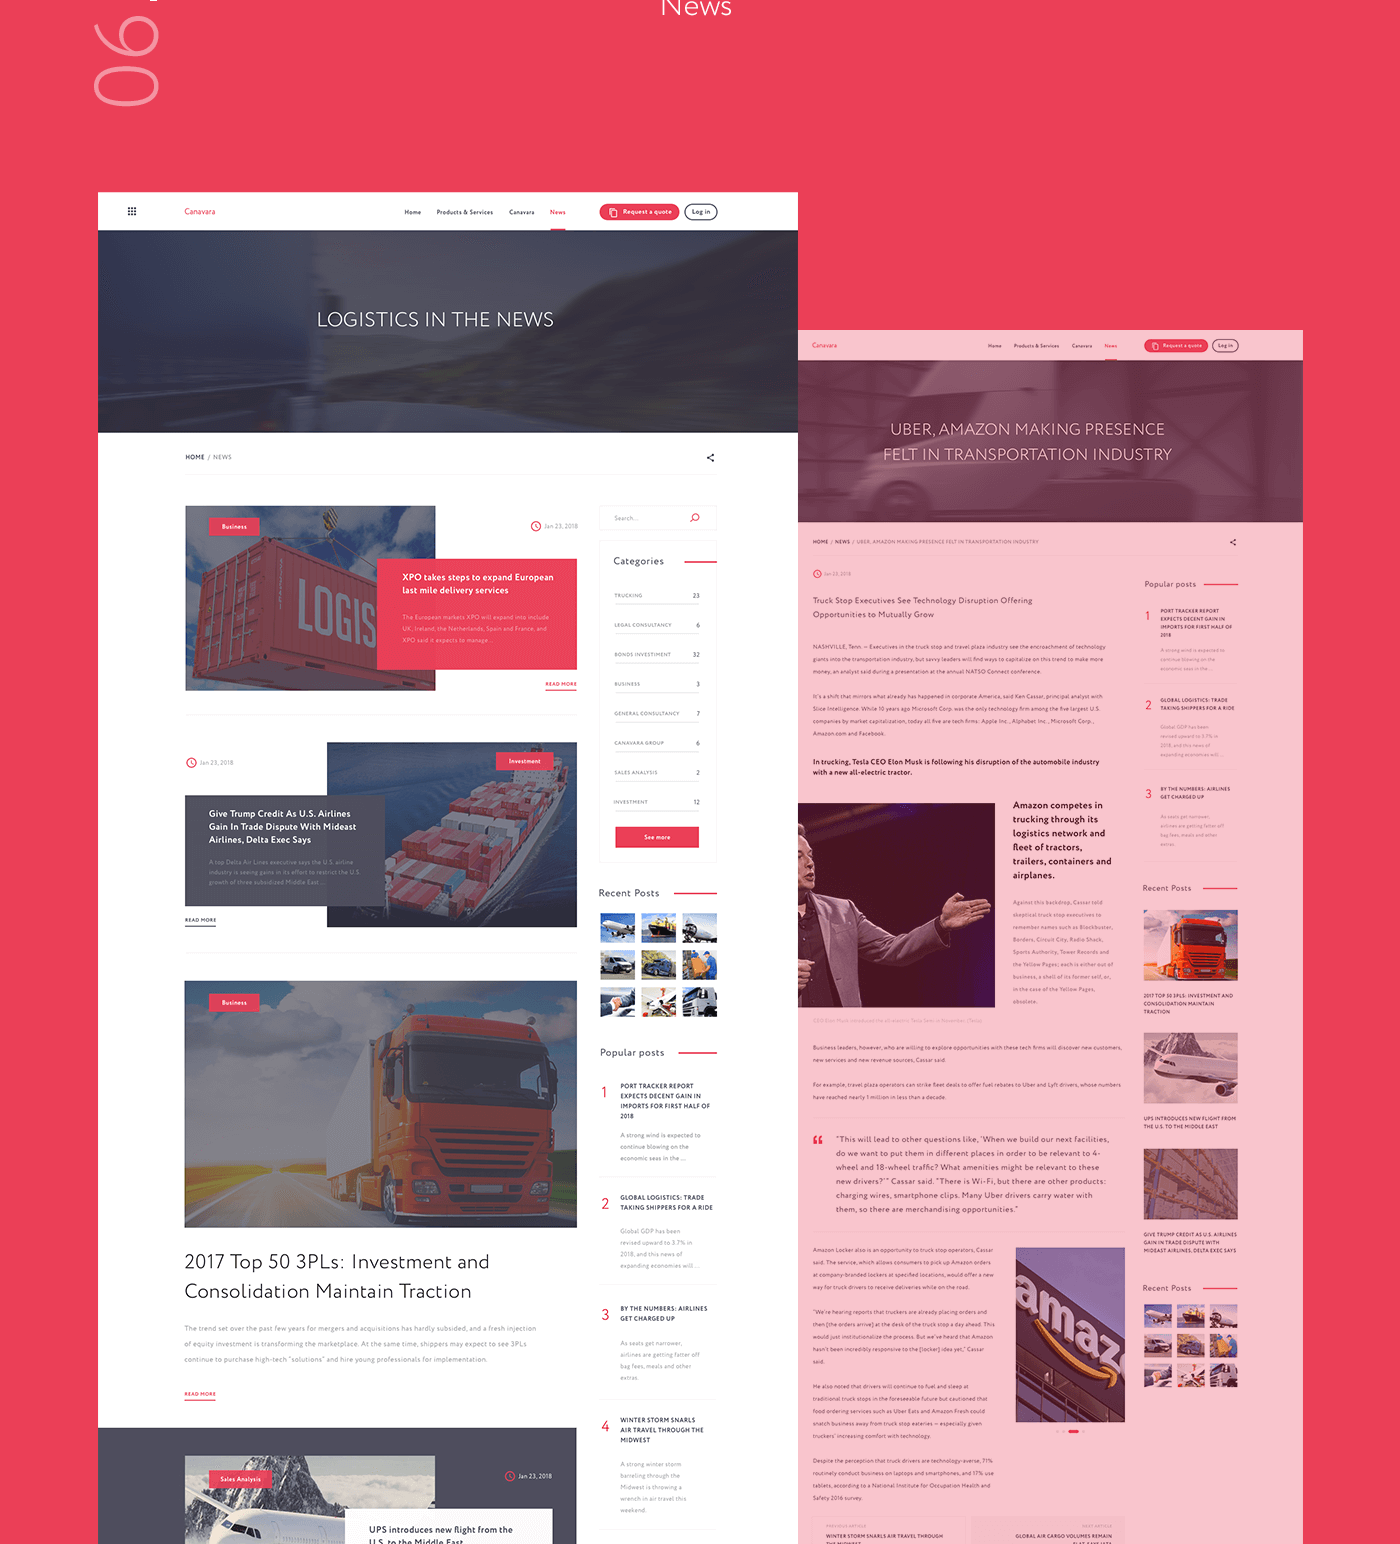 News
06
Canavara
Home
Products & Services
Canavara
News
Request a quote
Log in
LOGISTICS IN THE NEWS
HOME / NEWS
Business
Jan 23, 2018
LOGIS
XPO takes steps to expand European
last mile delivery services
The European markets XPO will expand into include
UK, Ireland, the Netherlands, Spain and France, and
XPO said it expects to manage...
READ MORE
Jan 23, 2018
Investment
Give Trump Credit As U.S. Airlines
Gain In Trade Dispute With Mideast
Airlines, Delta Exec Says
A top Delta Air Lines executive says the U.S. airline
industry is seeing gains in its effort to restrict the U.S.
growth of three subsidized Middle East...
READ MORE
Business
2017 Top 50 3PLs: Investment and
Consolidation Maintain Traction
The trend set over the past few years for mergers and acquisitions has hardly subsided, and a fresh injection
of equity investment is transforming the marketplace. At the same time, shippers may expect to see 3PLs
continue to purchase high-tech "solutions" and hire young professionals for implementation.
READ MORE
Sales Analysis
Jan 23, 2018
UPS introduces new flight from the
U.S. to the Middle East
Search...
Categories
TRUCKING 23
LEGAL CONSULTANCY 6
BONDS INVESTIMENT 32
BUSINESS 3
GENERAL CONSULTANCY 7
CANAVARA GROUP 6
SALES ANALYSIS 2
INVESTMENT 12
See more
Recent Posts
Popular posts
1
PORT TRACKER REPORT
EXPECTS DECENT GAIN IN
IMPORTS FOR FIRST HALF OF
2018
A strong wind is expected to
continue blowing on the
economic seas in the ...
2
GLOBAL LOGISTICS: TRADE
TAKING SHIPPERS FOR A RIDE
Global GDP has been
revised upward to 3.7% in
2018, and this news of
expanding economies will ...
3
BY THE NUMBERS: AIRLINES
GET CHARGED UP
As seats get narrower,
airlines are getting fatter off
bag fees, meals and other
extras.
4
WINTER STORM SNARLS
AIR TRAVEL THROUGH THE
MIDWEST
A strong winter storm
barreling through the
Midwest is throwing a
wrench in air travel this
weekend.
Canavara
Home
Products & Services
Canavara
News
Request a quote
Log in
UBER, AMAZON MAKING PRESENCE
FELT IN TRANSPORTATION INDUSTRY
HOME / NEWS / UBER, AMAZON MAKING PRESENCE FELT IN TRANSPORTATION INDUSTRY
Jan 23, 2018
Truck Stop Executives See Technology Disruption Offering
Opportunities to Mutually Grow
NASHVILLE, Tenn. — Executives in the truck stop and travel plaza industry see the encroachment of technology
giants into the transportation industry, but savvy leaders will find ways to capitalize on this trend to make more
money, an analyst said during a presentation at the annual NATSO Connect conference.
It's a shift that mirrors what already has happened in corporate America, said Ken Cassar, principal analyst with
Slice Intelligence. While 10 years ago Microsoft Corp. was the only technology firm among the five largest U.S.
companies by market capitalization, today all five are tech firms: Apple Inc., Alphabet Inc., Microsoft Corp.,
Amazon.com and Facebook.
In trucking, Tesla CEO Elon Musk is following his disruption of the automobile industry
with a new all-electric tractor.
Amazon competes in
trucking through its
logistics network and
fleet of tractors,
trailers, containers and
airplanes.
Against this backdrop, Cassar told
skeptical truck stop executives to
remember names such as Blockbuster,
Borders, Circuit City, Radio Shack,
Sports Authority, Tower Records and
the Yellow Pages; each is either out of
business, a shell of its former self, or,
in the case of the Yellow Pages,
obsolete.
CEO Elon Musk introduces the all-electric Tesla Semi in November. (Tesla)
Business leaders, however, who are willing to explore opportunities with these tech firms will discover new customers,
new services and new revenue sources, Cassar said.
For example, travel plaza operators can strike fleet deals to offer fuel rebates to Uber and Lyft drivers, whose numbers
have reached nearly 1 million in less than a decade.
"This will lead to other questions like, 'When we build our next facilities,
do we want to put them in different places in order to be relevant to 4-
wheel and 18-wheel traffic? What amenities might be relevant to these
new drivers?'" Cassar said. "There is Wi-Fi, but there are other products:
charging wires, smartphone clips. Many Uber drivers carry water with
them, so there are merchandising opportunities."
Amazon Locker also is an opportunity to truck stop operators, Cassar
said. The service, which allows consumers to pick up Amazon orders
at company-branded lockers at specified locations, would offer a new
way for truck drivers to receive deliveries while on the road.
"We're hearing reports that truckers are already placing orders and
then [the orders arrive] at the desk of the truck stop a day ahead. This
would just institutionalize the process. But we've heard that Amazon
hasn't been incredibly responsive to the [locker] idea yet," Cassar
said.
He also noted that drivers will continue to fuel and sleep at
traditional truck stops in the foreseeable future but cautioned that
food ordering services such as Uber Eats and Amazon Fresh could
snatch business away from truck stop eateries — especially given
truckers' increasing comfort with technology.
Despite the perception that truck drivers are technology-averse, 71%
routinely conduct business on laptops and smartphones, and 17% use
tablets, according to a National Institute for Occupation Health and
Safety 2016 survey.
amaz
PREVIOUS ARTICLE
WINTER STORM SNARLS AIR TRAVEL THROUGH
THE MIDWEST
NEXT ARTICLE
GLOBAL AIR CARGO VOLUMES REMAIN
FLAT, SAYS IATA
Popular posts
1
PORT TRACKER REPORT
EXPECTS DECENT GAIN IN
IMPORTS FOR FIRST HALF OF
2018
A strong wind is expected to
continue blowing on the
economic seas in the ...
2
GLOBAL LOGISTICS: TRADE
TAKING SHIPPERS FOR A RIDE
Global GDP has been
revised upward to 3.7% in
2018, and this news of
expanding economies will ...
3
BY THE NUMBERS: AIRLINES
GET CHARGED UP
As seats get narrower,
airlines are getting fatter off
bag fees, meals and other
extras.
Recent Posts
2017 TOP 50 3PLS: INVESTMENT AND
CONSOLIDATION MAINTAIN
TRACTION
UPS INTRODUCES NEW FLIGHT FROM
THE U.S. TO THE MIDDLE EAST
GIVE TRUMP CREDIT AS U.S. AIRLINES
GAIN IN TRADE DISPUTE WITH
MIDEAST AIRLINES, DELTA EXEC SAYS
Recent Posts